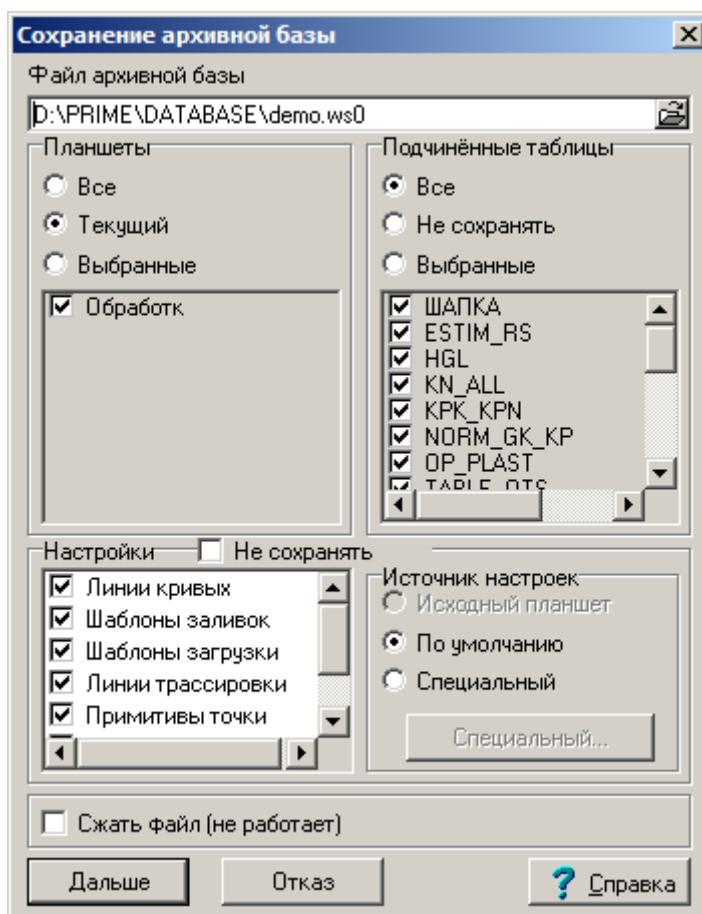 Сохранение архивной базы
Файл архивной базы
D:\PRIME\DATABASE\demo.ws0
Планшеты
Все
Текущий
Выбранные
Обработк
Подчинённые таблицы
Все
Не сохранять
Выбранные
ШАПКА
ESTIM_RS
HGL
KN_ALL
KPK_KPN
NORM_GK_KP
OP_PLAST
TABLE_OTS
Настройки
Не сохранять
Линии кривых
Шаблоны заливок
Шаблоны загрузки
Линии трассировки
Примитивы точки
Источник настроек
Исходный планшет
По умолчанию
Специальный
Специальный...
Сжать файл (не работает)
Дальше
Отказ
? Справка